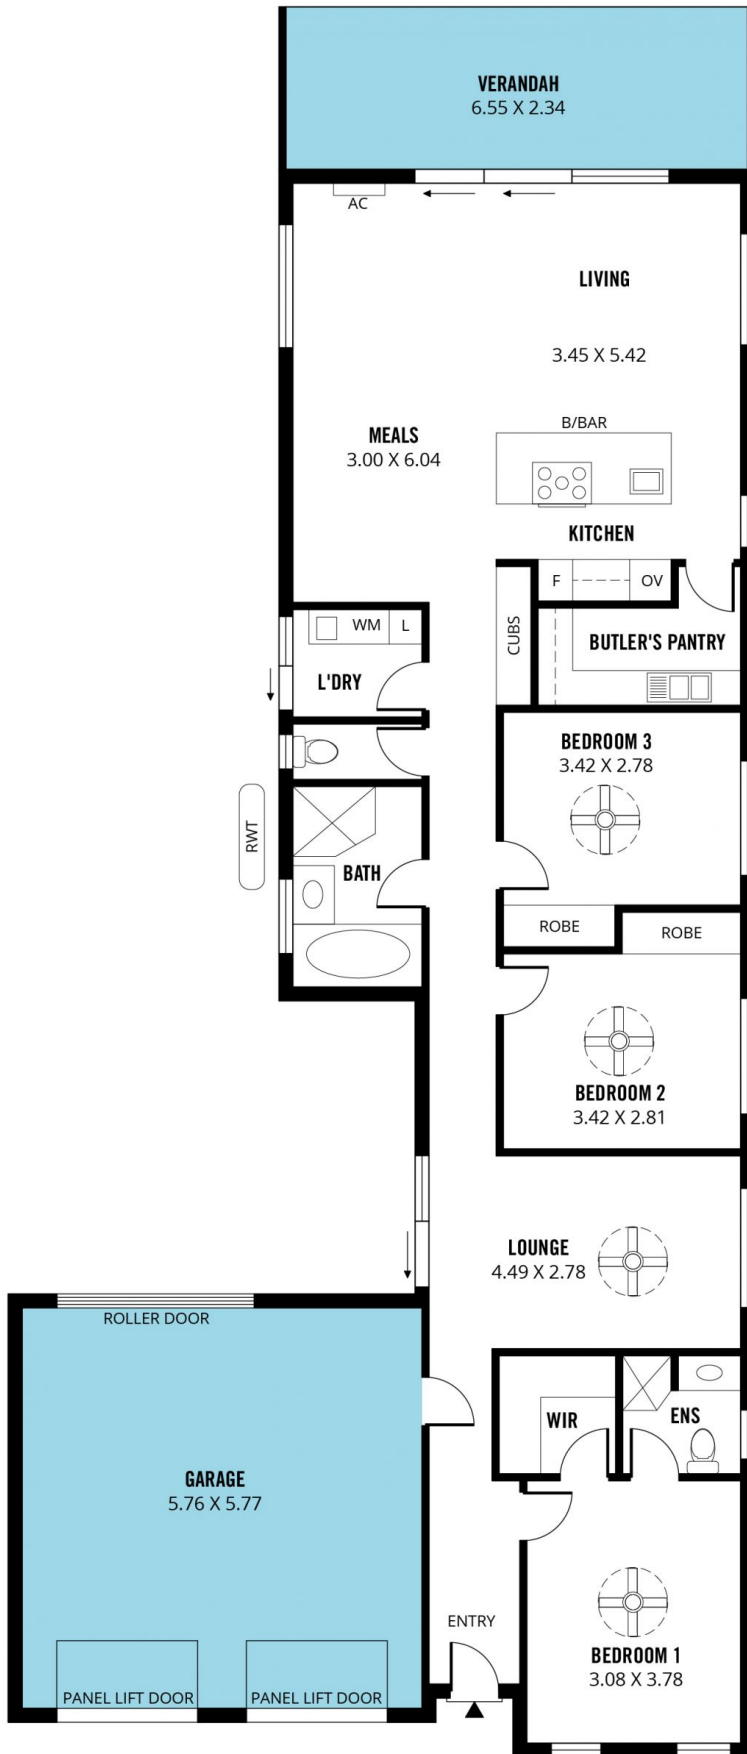 VERANDAH
6.55 X 2.34
AC
LIVING
3.45 X 5.42
B/BAR
MEALS
3.00 X 6.04
KITCHEN
F
OV
CUBS
BUTLER'S PANTRY
WM
L
L'DRY
BEDROOM 3
3.42 X 2.78
RWT
BATH
ROBE
ROBE
BEDROOM 2
3.42 X 2.81
LOUNGE
4.49 X 2.78
ROLLER DOOR
WIR
ENS
GARAGE
5.76 X 5.77
ENTRY
BEDROOM 1
3.08 X 3.78
PANEL LIFT DOOR
PANEL LIFT DOOR